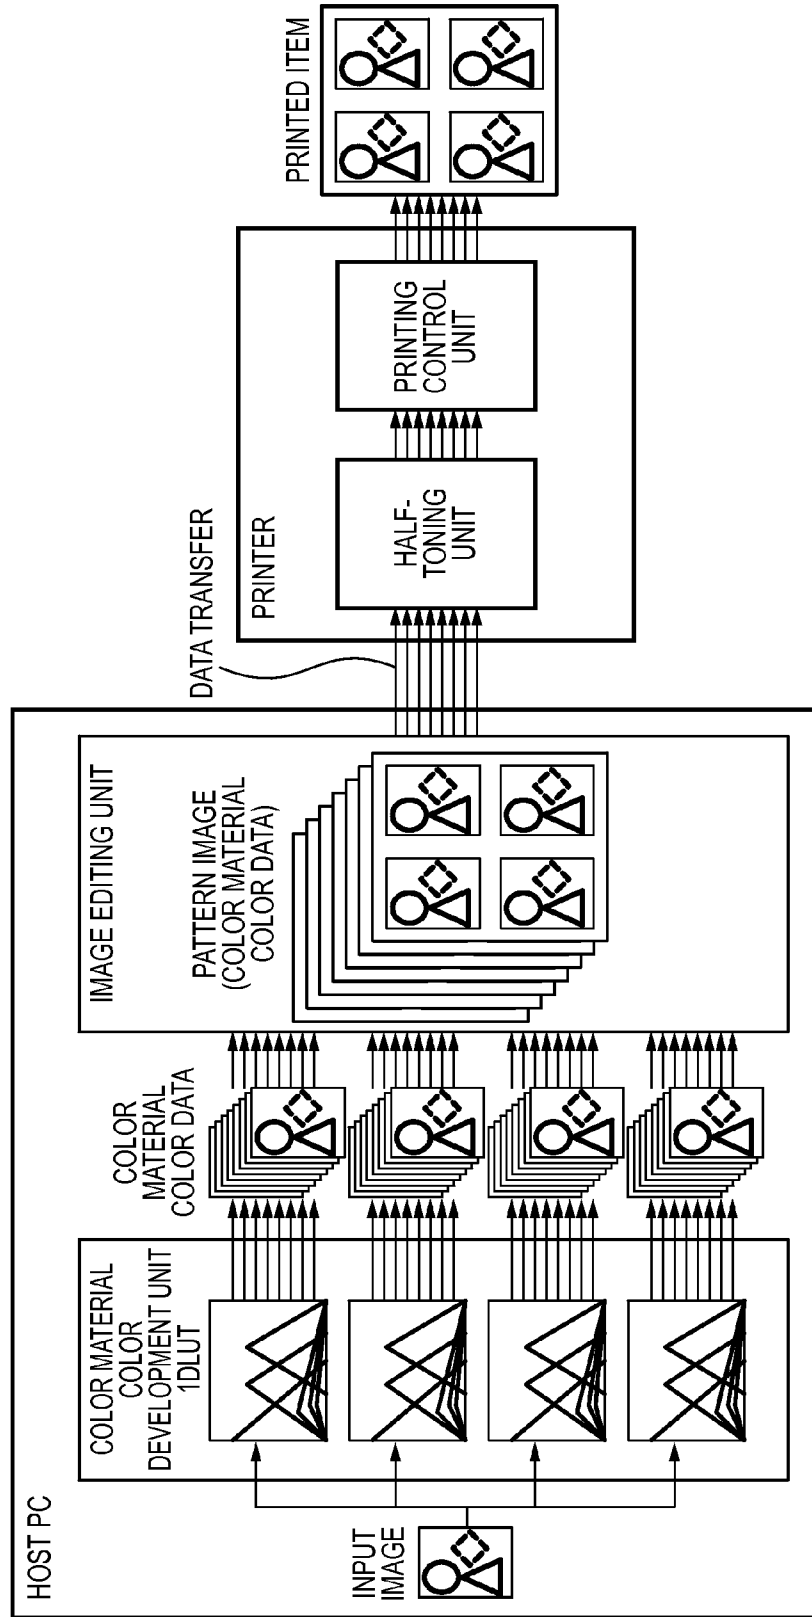 HOST PC
INPUT
IMAGE
COLOR MATERIAL
COLOR
DEVELOPMENT UNIT
1DLUT
COLOR
MATERIAL
COLOR DATA
IMAGE EDITING UNIT
PATTERN IMAGE
(COLOR MATERIAL
COLOR DATA)
DATA TRANSFER
PRINTER
HALF-
TONING
UNIT
PRINTING
CONTROL
UNIT
PRINTED ITEM